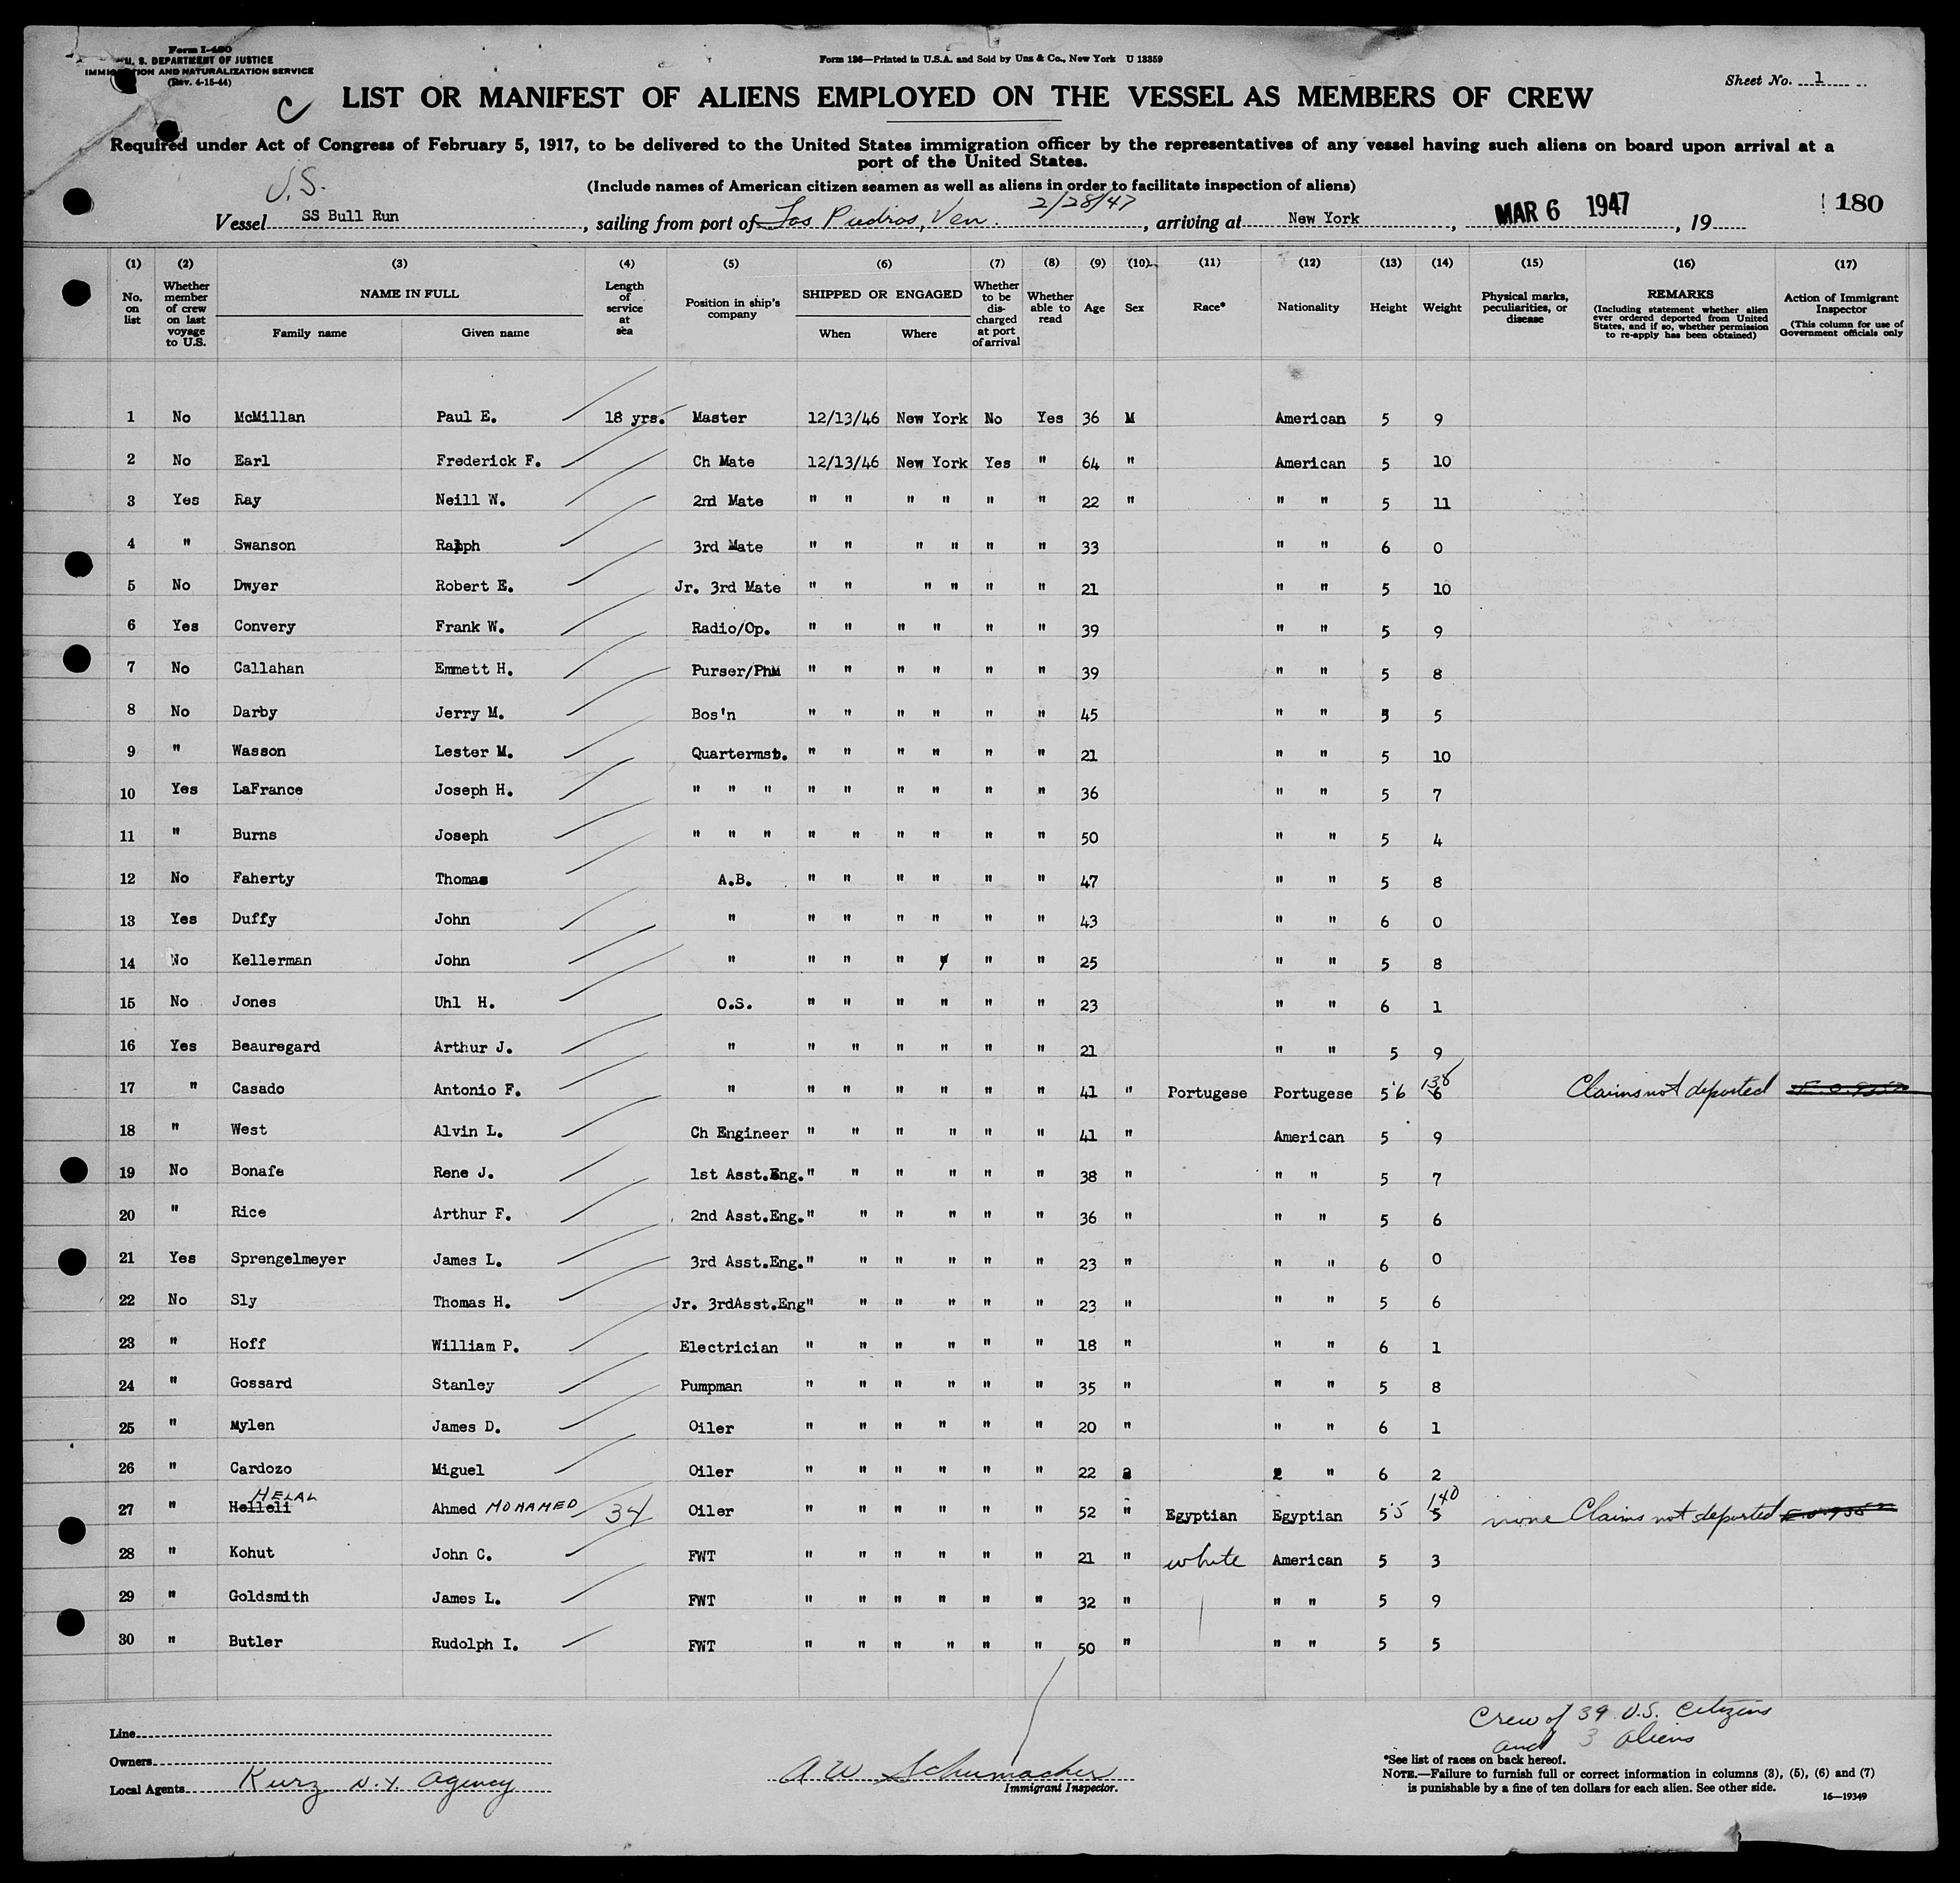 Form I-480
U. S. DEPARTMENT OF JUSTICE
IMMIGRATION AND NATURALIZATION SERVICE
(Rev. 4-15-44)
Form 136—Printed in U.S.A. and Sold by Unz & Co., New York U 13359
Sheet No. 1
C
LIST OR MANIFEST OF ALIENS EMPLOYED ON THE VESSEL AS MEMBERS OF CREW
Required under Act of Congress of February 5, 1917, to be delivered to the United States immigration officer by the representatives of any vessel having such aliens on board upon arrival at a
port of the United States.
(Include names of American citizen seamen as well as aliens in order to facilitate inspection of aliens)
U.S.
Vessel SS Bull Run, sailing from port of Las Piedras, Ven. 2/28/47, arriving at New York, MAR 6 1947, 19 180
(1) (2) (3) (4) (5) (6) (7) (8) (9) (10) (11) (12) (13) (14) (15) (16) (17)
No. on list
Whether member of crew on last voyage to U.S.
NAME IN FULL
Family name Given name
Length of service at sea
Position in ship's company
SHIPPED OR ENGAGED
When Where
Whether to be discharged at port of arrival
Whether able to read
Age
Sex
Race*
Nationality
Height
Weight
Physical marks, peculiarities, or disease
REMARKS
(Including statement whether alien ever ordered deported from United States, and if so, whether permission to re-apply has been obtained)
Action of Immigrant Inspector
(This column for use of Government officials only
1 No McMillan Paul E. 18 yrs. Master 12/13/46 New York No Yes 36 M American 5 9
2 No Earl Frederick F. Ch Mate 12/13/46 New York Yes " 64 " American 5 10
3 Yes Ray Neill W. 2nd Mate " " " " " " 22 " " " 5 11
4 " Swanson Ralph 3rd Mate " " " " " " 33 " " 6 0
5 No Dwyer Robert E. Jr. 3rd Mate " " " " " " 21 " " 5 10
6 Yes Convery Frank W. Radio/Op. " " " " " " 39 " " 5 9
7 No Callahan Emmett H. Purser/PhM " " " " " " 39 " " 5 8
8 No Darby Jerry M. Bos'n " " " " " " 45 " " 5 5
9 " Wasson Lester M. Quartermst. " " " " " " 21 " " 5 10
10 Yes LaFrance Joseph H. " " " " " " " " " 36 " " 5 7
11 " Burns Joseph " " " " " " " " " 50 " " 5 4
12 No Faherty Thomas A.B. " " " " " " 47 " " 5 8
13 Yes Duffy John " " " " " " " 43 " " 6 0
14 No Kellerman John " " " " " " " 25 " " 5 8
15 No Jones Uhl H. O.S. " " " " " " 23 " " 6 1
16 Yes Beauregard Arthur J. " " " " " " " 21 " " 5 9
17 " Casado Antonio F. " " " " " " " 41 " Portugese Portugese 5'6 138 6 Claims not deported
18 " West Alvin L. Ch Engineer " " " " " " 41 " American 5 9
19 No Bonafe Rene J. 1st Asst.Eng. " " " " " " 38 " " " 5 7
20 " Rice Arthur F. 2nd Asst.Eng. " " " " " " 36 " " " 5 6
21 Yes Sprengelmeyer James L. 3rd Asst.Eng. " " " " " " 23 " " " 6 0
22 No Sly Thomas H. Jr. 3rdAsst.Eng " " " " " " 23 " " " 5 6
23 " Hoff William P. Electrician " " " " " " 18 " " " 6 1
24 " Gossard Stanley Pumpman " " " " " " 35 " " " 5 8
25 " Mylen James D. Oiler " " " " " " 20 " " " 6 1
26 " Cardozo Miguel Oiler " " " " " " 22 " " 6 2
HELAL
27 " Helleli Ahmed MOHAMED 34 Oiler " " " " " " 52 " Egyptian Egyptian 5'5 140 5 none Claims not deported
28 " Kohut John C. FWT " " " " " " 21 " white American 5 3
29 " Goldsmith James L. FWT " " " " " " 32 " " " 5 9
30 " Butler Rudolph I. FWT " " " " " " 50 " " " 5 5
Crew of 39 U.S. Citizens
and 3 aliens
Line
Owners
Local Agents Kurz N.Y. Agency
A W Schumacher
Immigrant Inspector.
*See list of races on back hereof.
NOTE.—Failure to furnish full or correct information in columns (3), (5), (6) and (7)
is punishable by a fine of ten dollars for each alien. See other side.
16—19349